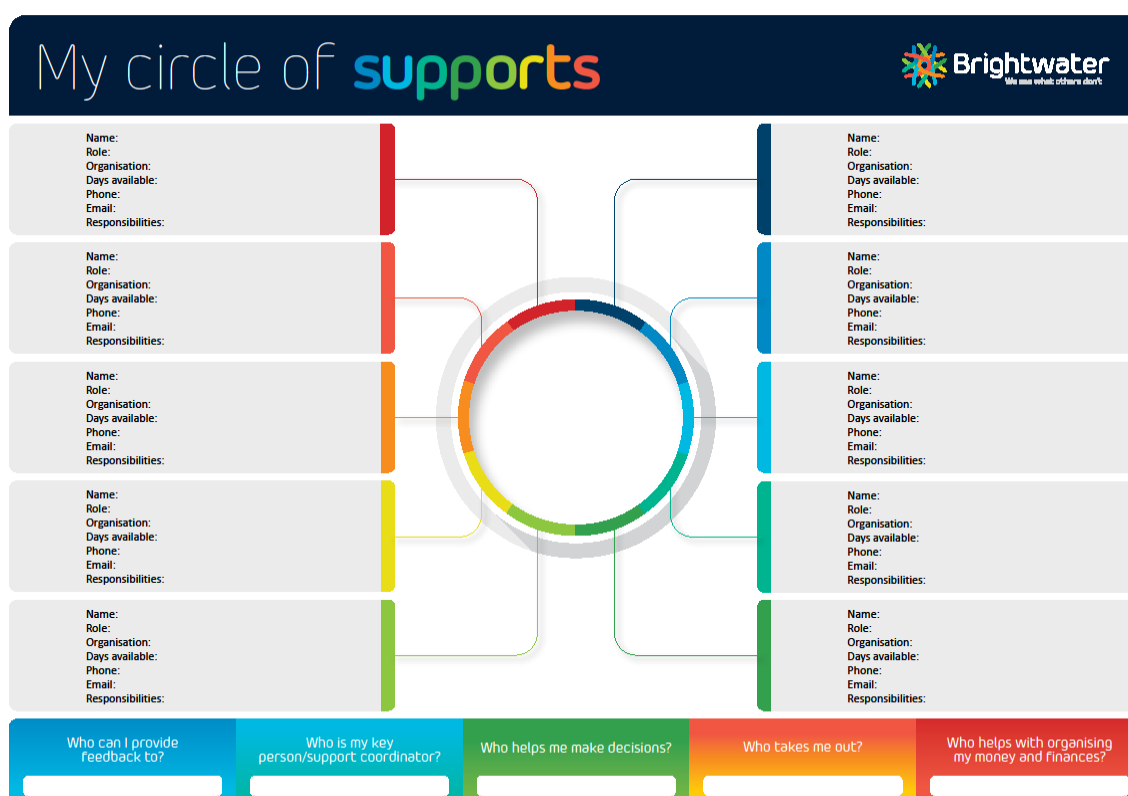 My circle of supports
Brightwater
We see what others don't
Name:
Role:
Organisation:
Days available:
Phone:
Email:
Responsibilities:
Name:
Role:
Organisation:
Days available:
Phone:
Email:
Responsibilities:
Name:
Role:
Organisation:
Days available:
Phone:
Email:
Responsibilities:
Name:
Role:
Organisation:
Days available:
Phone:
Email:
Responsibilities:
Name:
Role:
Organisation:
Days available:
Phone:
Email:
Responsibilities:
Name:
Role:
Organisation:
Days available:
Phone:
Email:
Responsibilities:
Name:
Role:
Organisation:
Days available:
Phone:
Email:
Responsibilities:
Name:
Role:
Organisation:
Days available:
Phone:
Email:
Responsibilities:
Name:
Role:
Organisation:
Days available:
Phone:
Email:
Responsibilities:
Name:
Role:
Organisation:
Days available:
Phone:
Email:
Responsibilities:
Who can I provide
feedback to?
Who is my key
person/support coordinator?
Who helps me make decisions?
Who takes me out?
Who helps with organising
my money and finances?